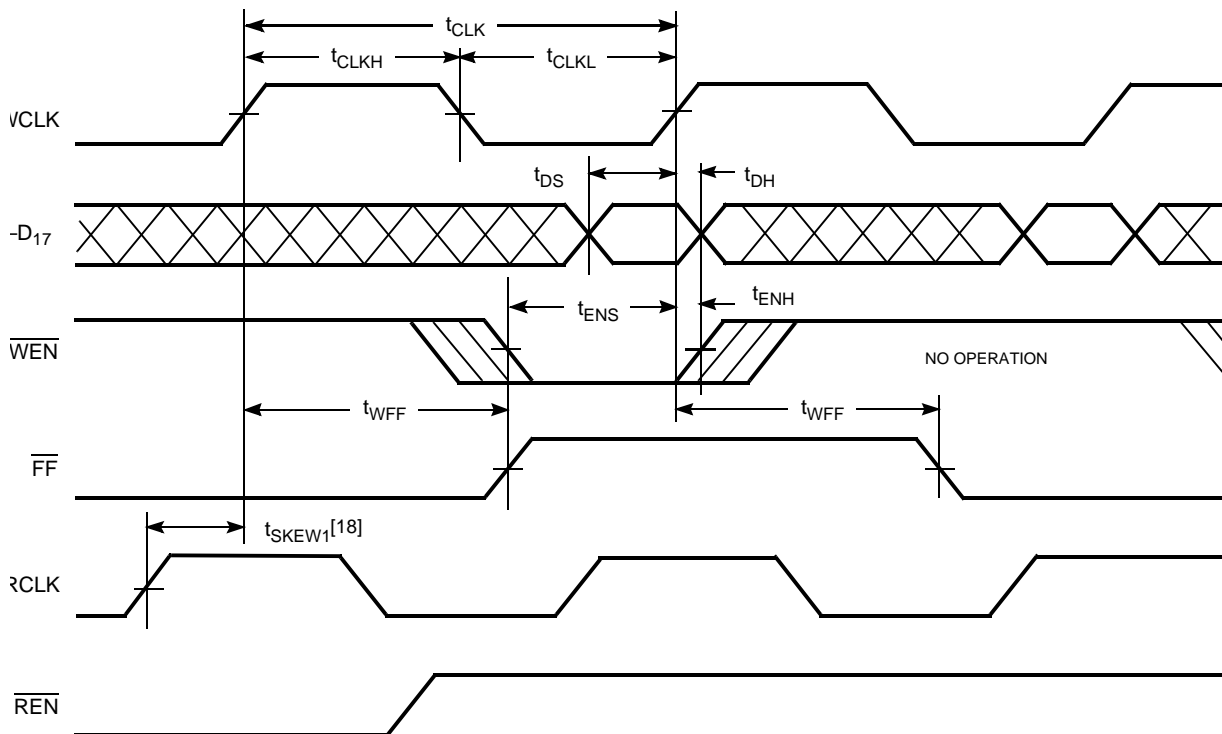 tCLK
tCLKH
tCLKL
WCLK
tDS
tDH
–D17
tENS
tENH
WEN
NO OPERATION
tWFF
tWFF
FF
tSKEW1[18]
RCLK
REN